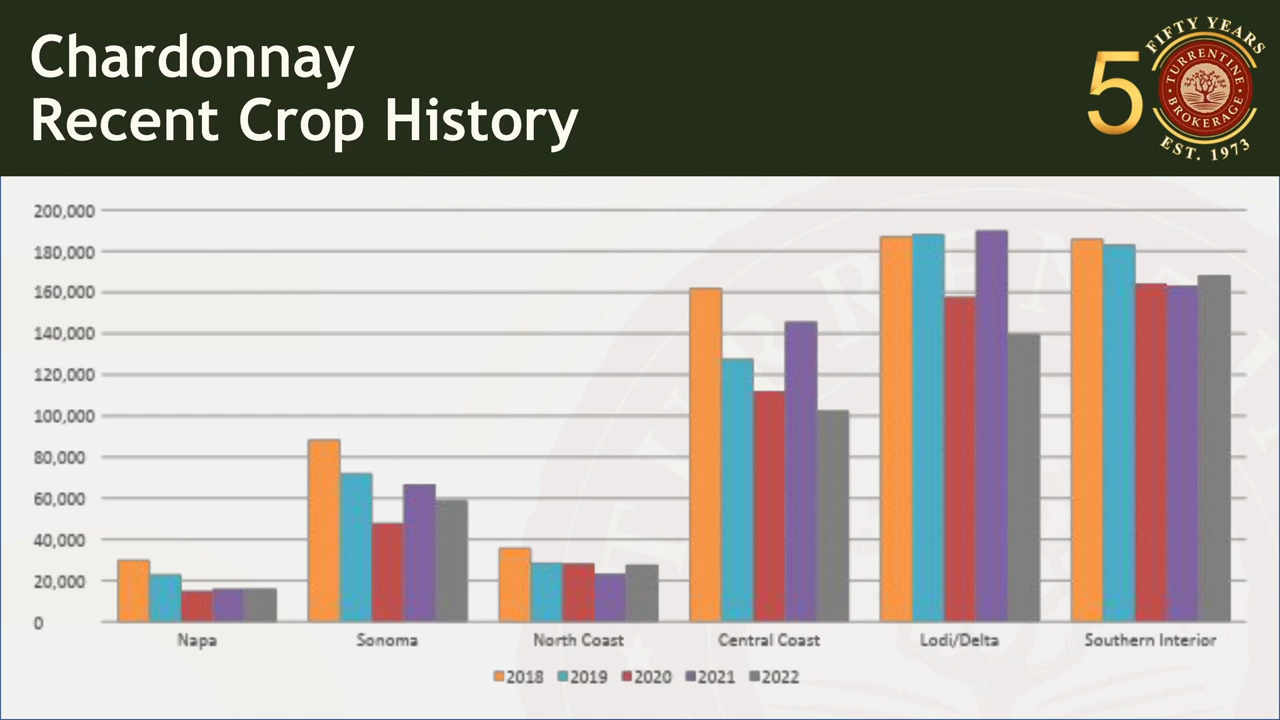 Chardonnay
Recent Crop History
50
FIFTY YEARS
TURRENTINE
BROKERAGE
EST. 1973
200,000
180,000
160,000
140,000
120,000
100,000
80,000
60,000
40,000
20,000
0
Napa Sonoma North Coast Central Coast Lodi/Delta Southern Interior
2018 2019 2020 2021 2022